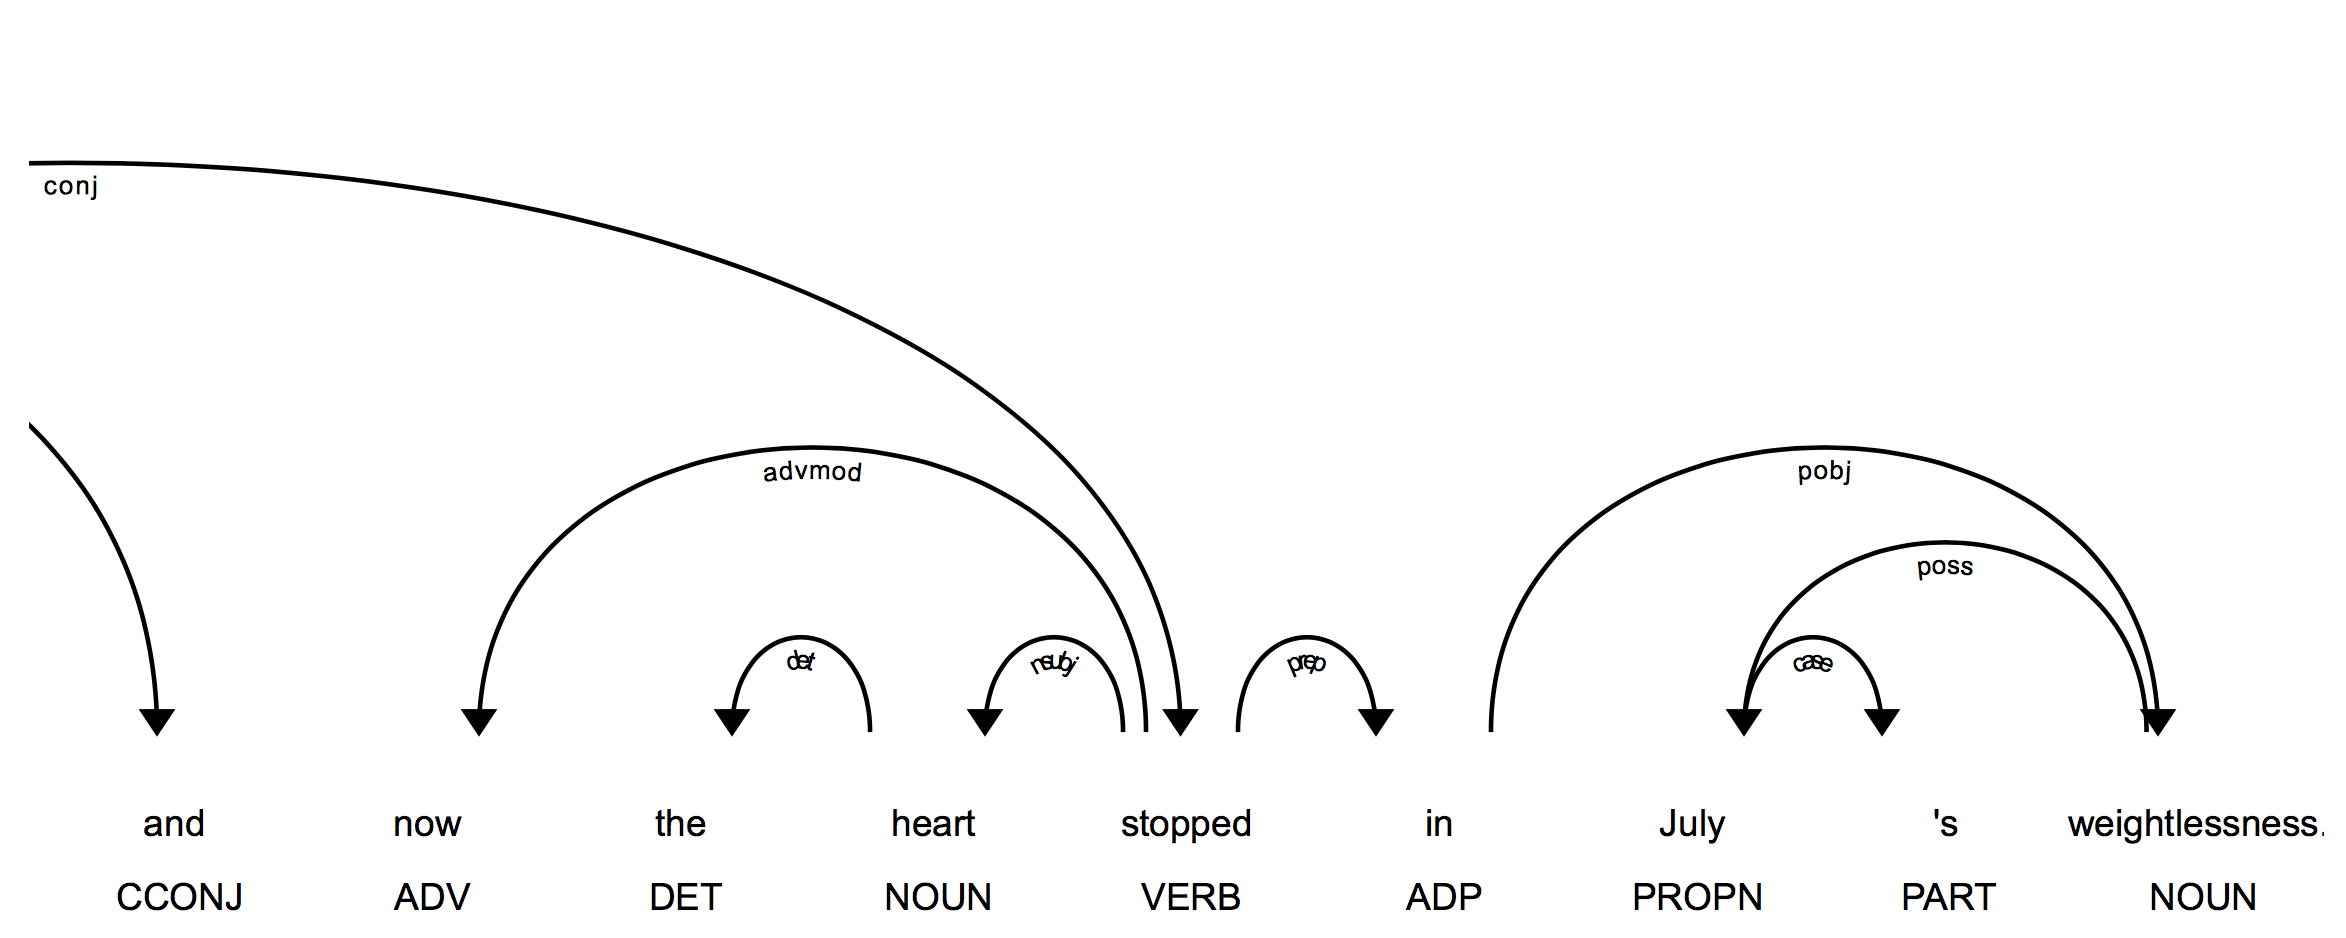 conj
advmod
pobj
poss
det
nsubj
prep
case
and now the heart stopped in July 's weightlessness.
CCONJ ADV DET NOUN VERB ADP PROPN PART NOUN